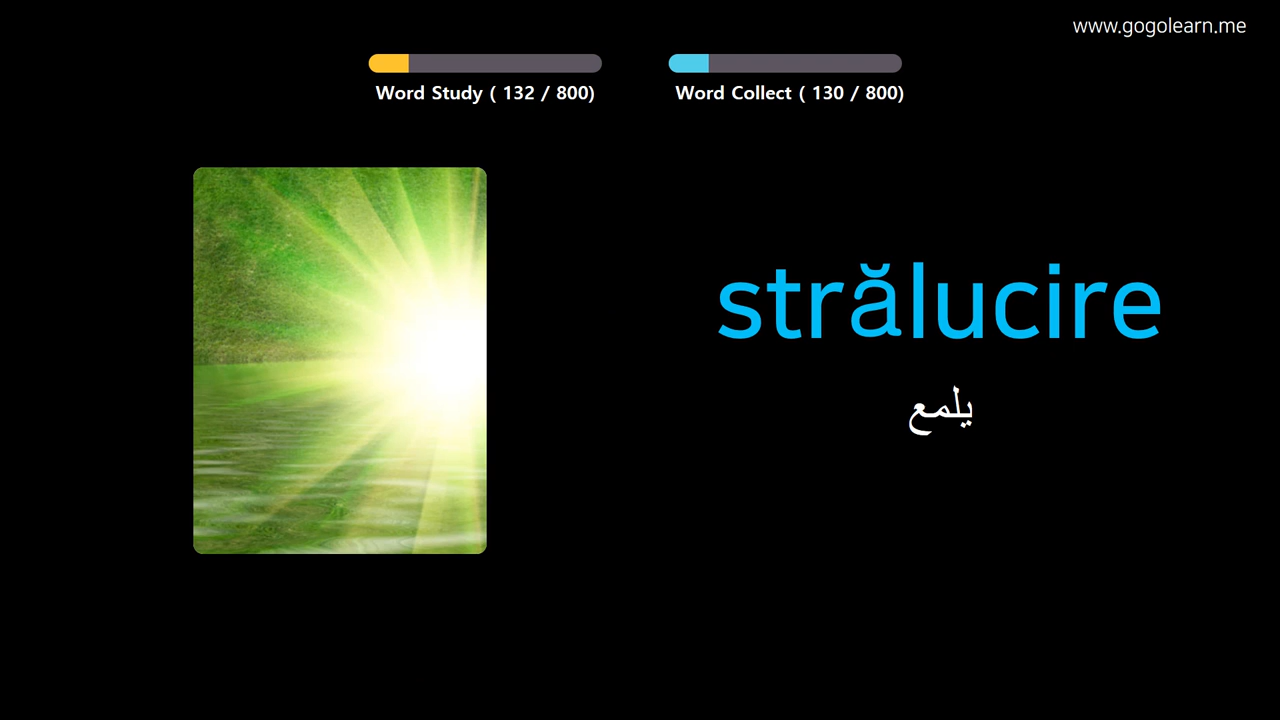 www.gogolearn.me
Word Study ( 132 / 800)
Word Collect ( 130 / 800)
strălucire
يلمع